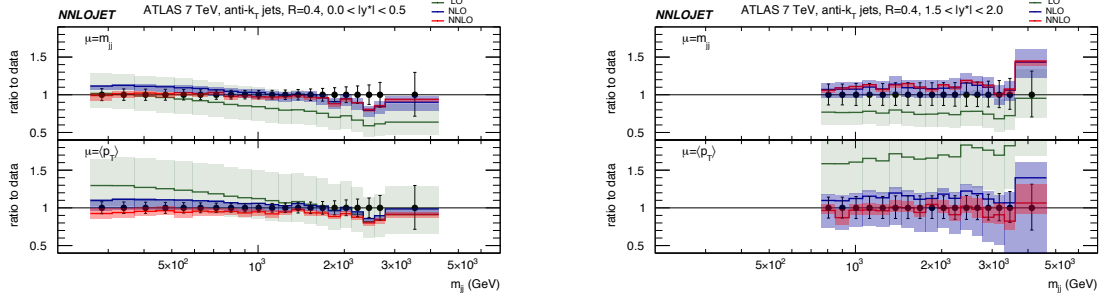 NNLOJET ATLAS 7 TeV, anti-k_T jets, R=0.4, 0.0 < |y*| < 0.5
LO
NLO
NNLO
μ=m_jj
ratio to data
1.5
1
0.5
μ=⟨p_T⟩
ratio to data
1.5
1
0.5
5×10² 10³ 2×10³ 5×10³
m_jj (GeV)
NNLOJET ATLAS 7 TeV, anti-k_T jets, R=0.4, 1.5 < |y*| < 2.0
LO
NLO
NNLO
μ=m_jj
ratio to data
1.5
1
0.5
μ=⟨p_T⟩
ratio to data
1.5
1
0.5
5×10² 10³ 2×10³ 3×10³ 5×10³
m_jj (GeV)